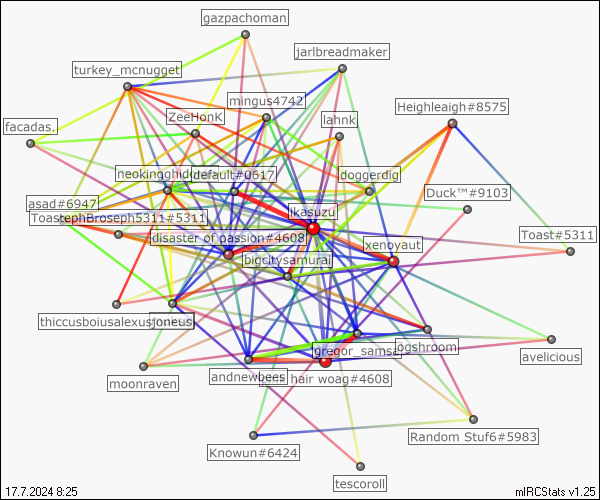 gazpachoman
jarlbreadmaker
turkey_mcnugget
mingus4742
Heighleaigh#8575
ZeeHonK
lahnk
facadas.
neokingghidorah
default:#0617
doggerdig
Duck™#9103
asad#6947
ikasuzu
ToastephBroseph5311#5311
Toast#5311
disaster of passion#4608
xenoyaut
bigcitysamurai
thiccusboiusalexus
joneus
gregor_samsa
ogshroom
avelicious
moonraven
andnewbees
hair woag#4608
Random Stuf6#5983
Knowun#6424
tescoroll
17.7.2024 8:25
mIRCStats v1.25